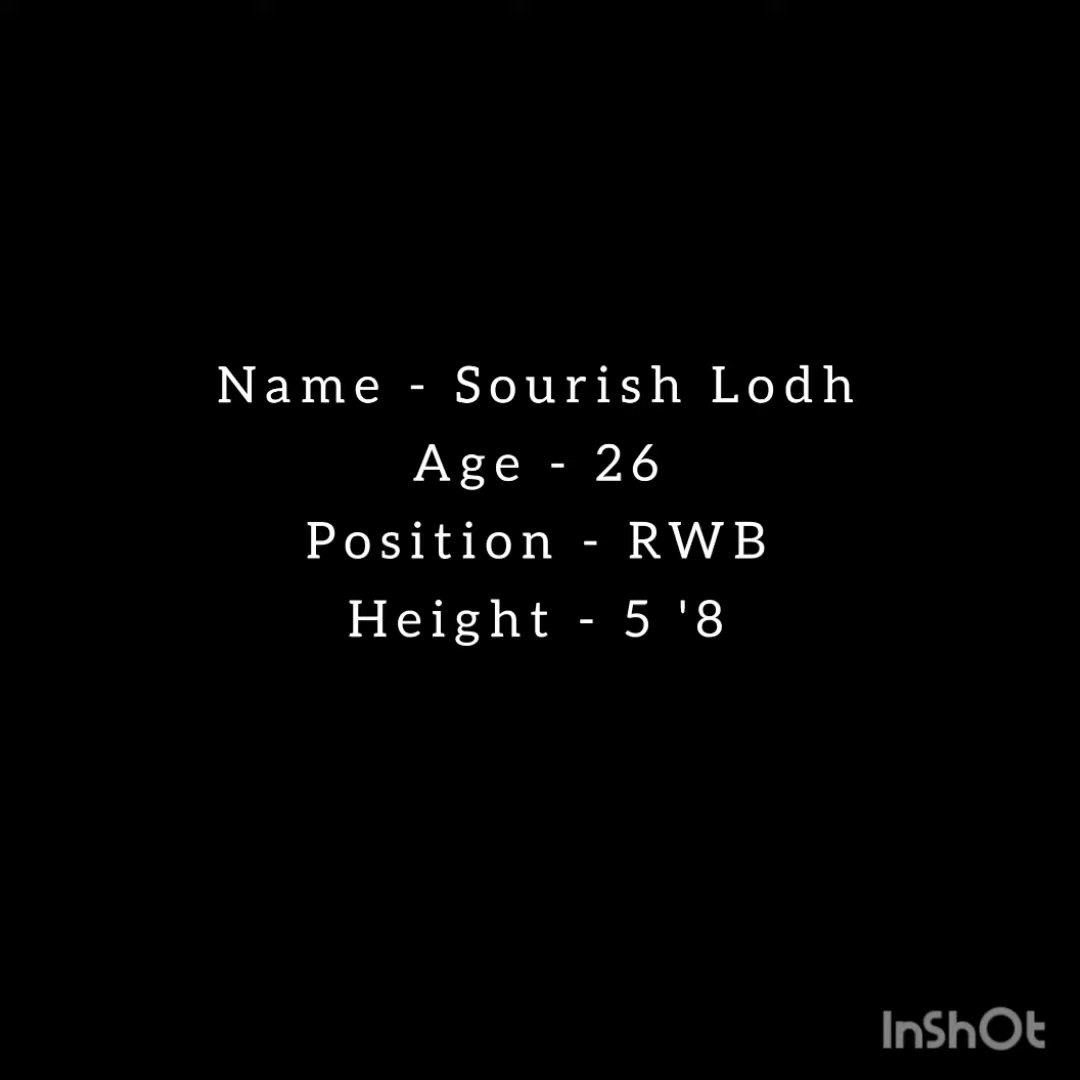 Name - Sourish Lodh
Age - 26
Position - RWB
Height - 5 '8
InShOt